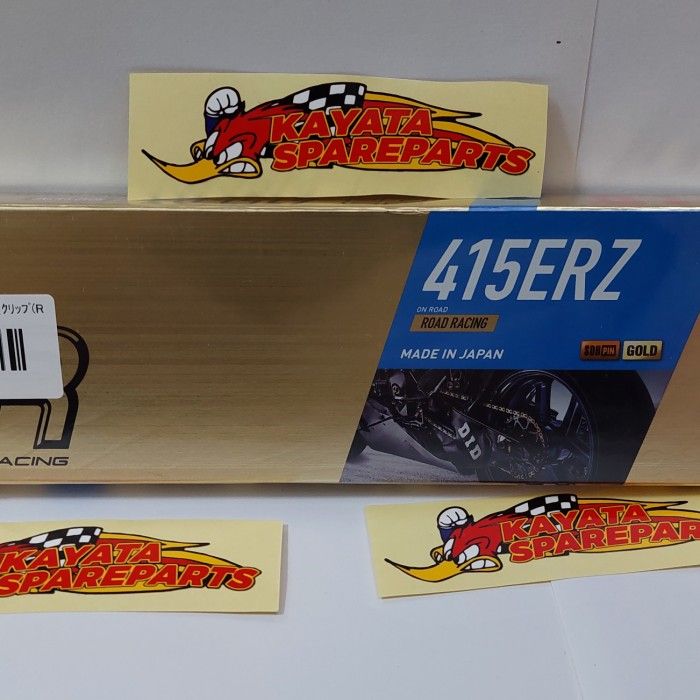 KAYATA
SPAREPARTS
415ERZ
ON ROAD
ROAD RACING
MADE IN JAPAN
SDR PIN
GOLD
クリップ(R
R
ACING
DID
KAYATA
SPAREPARTS
KAYATA
SPAREPAR